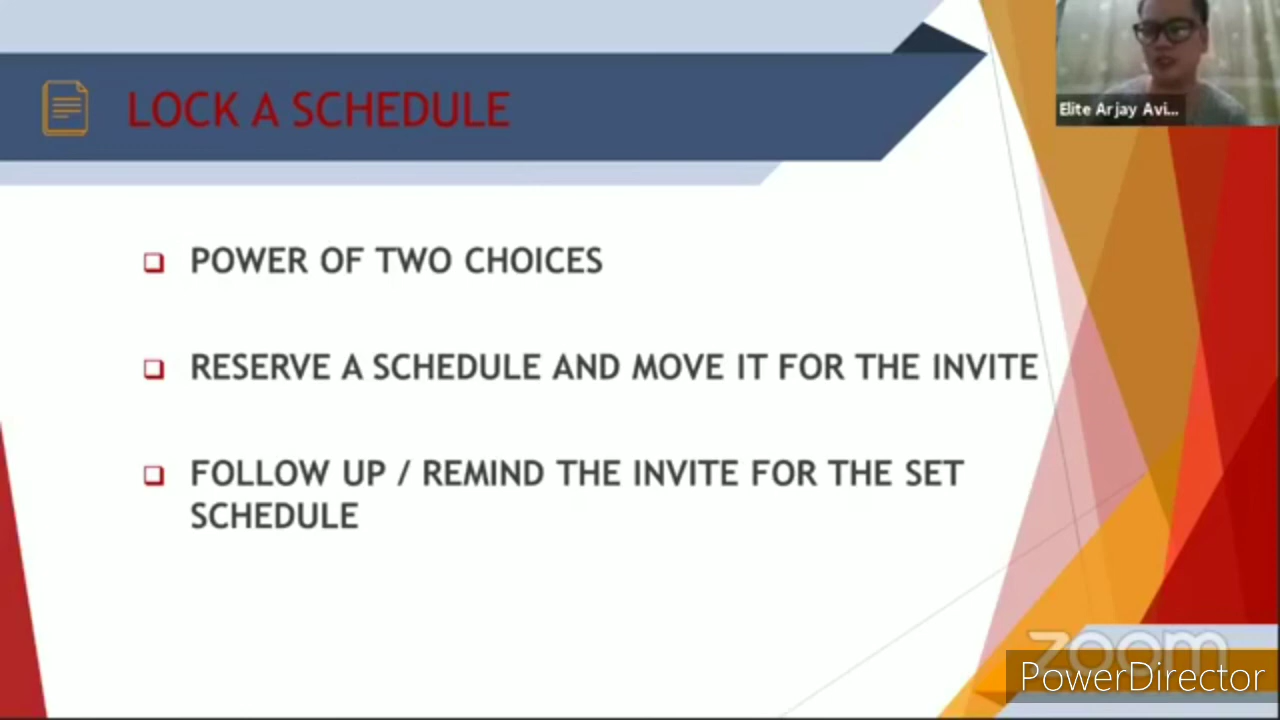 LOCK A SCHEDULE
Elite Arjay Avi...
POWER OF TWO CHOICES
RESERVE A SCHEDULE AND MOVE IT FOR THE INVITE
FOLLOW UP / REMIND THE INVITE FOR THE SET
SCHEDULE
zoom
PowerDirector